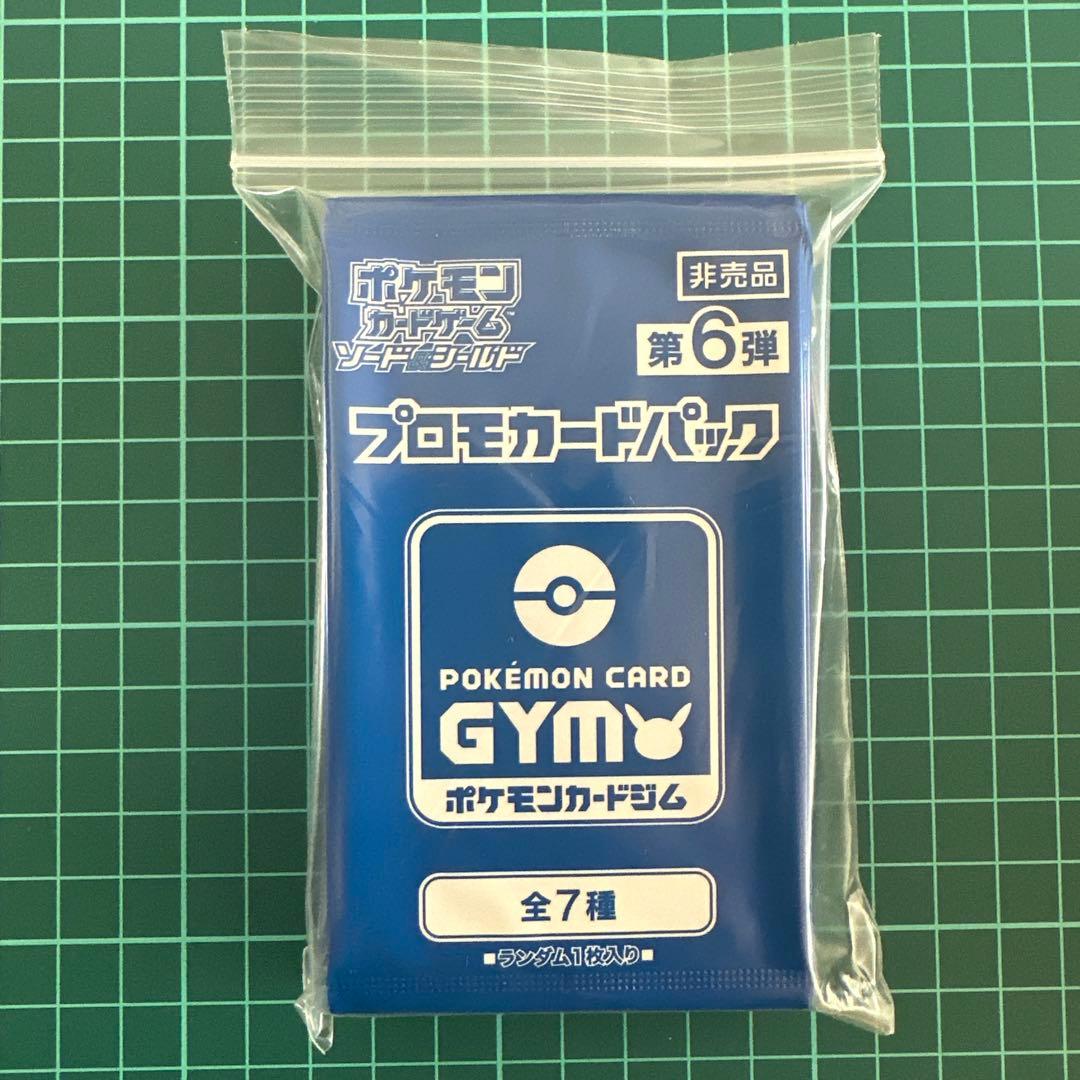 ポケモン
カードゲーム™
ソード&シールド
非売品
第6弾
プロモカードパック
POKÉMON CARD
GYM
ポケモンカードジム
全7種
■ランダム1枚入り■